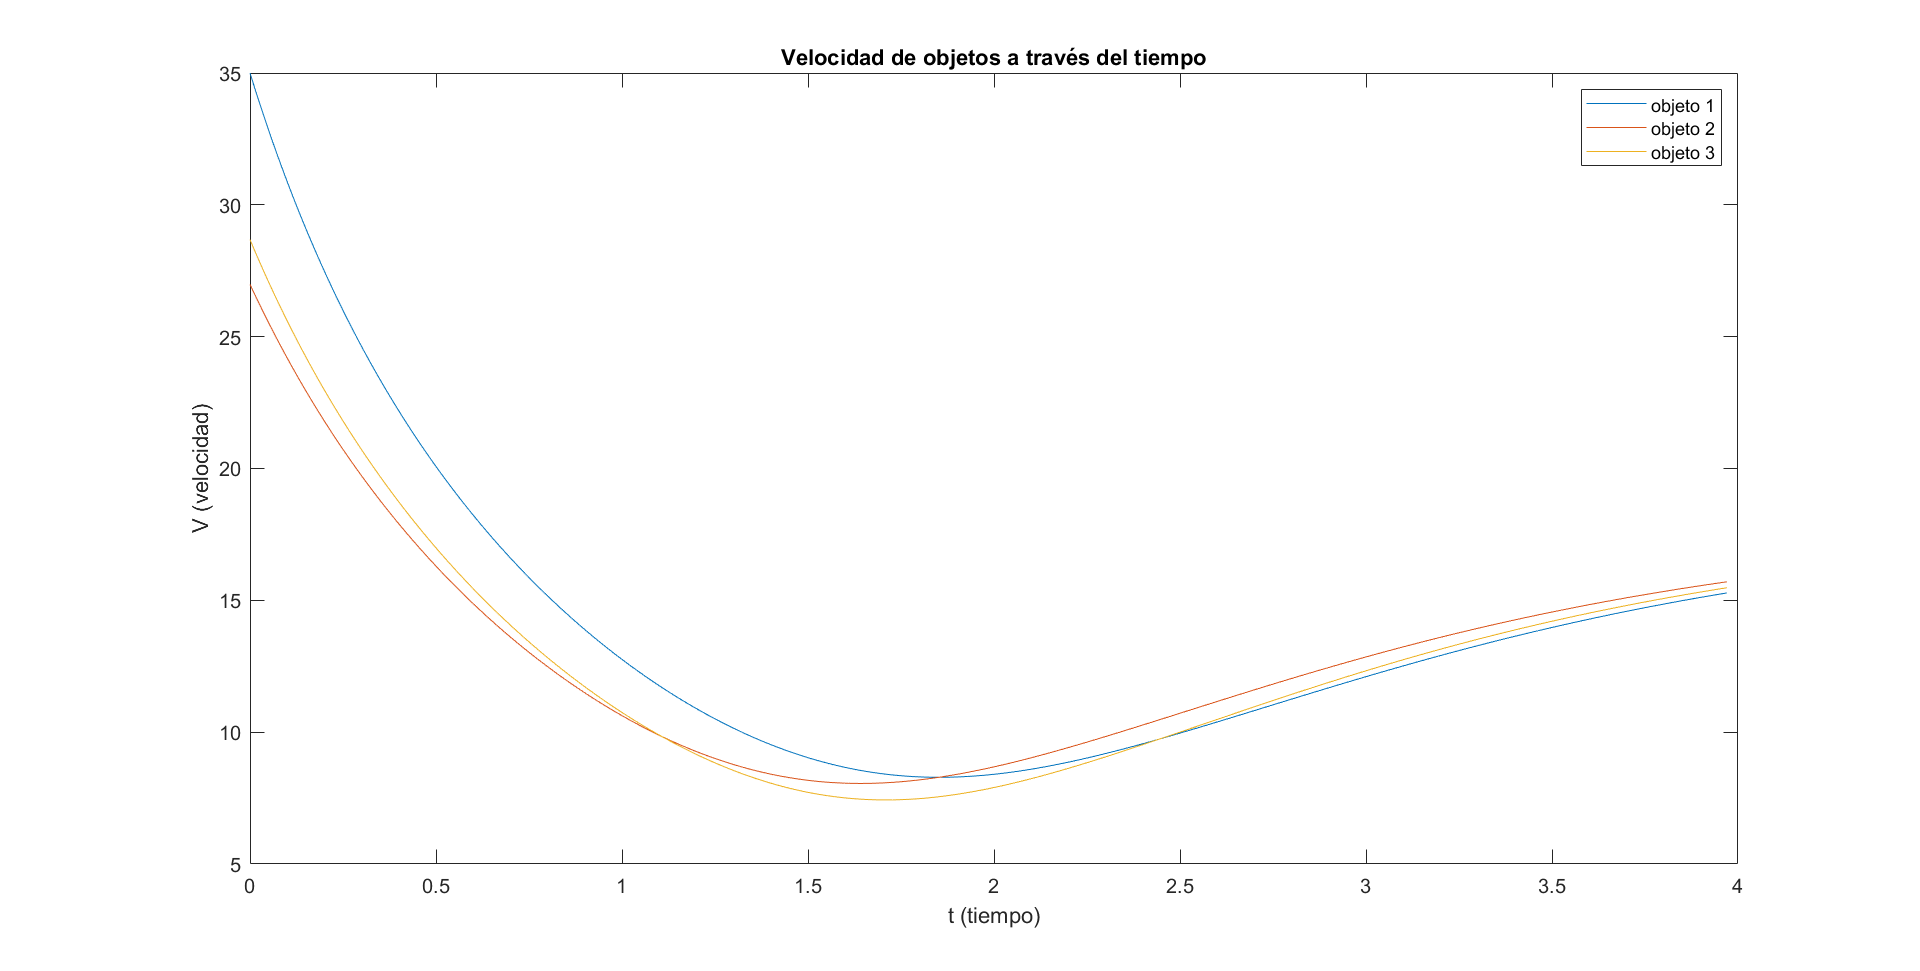 Velocidad de objetos a través del tiempo
35
30
25
20
15
10
5
V (velocidad)
objeto 1
objeto 2
objeto 3
0 0.5 1 1.5 2 2.5 3 3.5 4
t (tiempo)